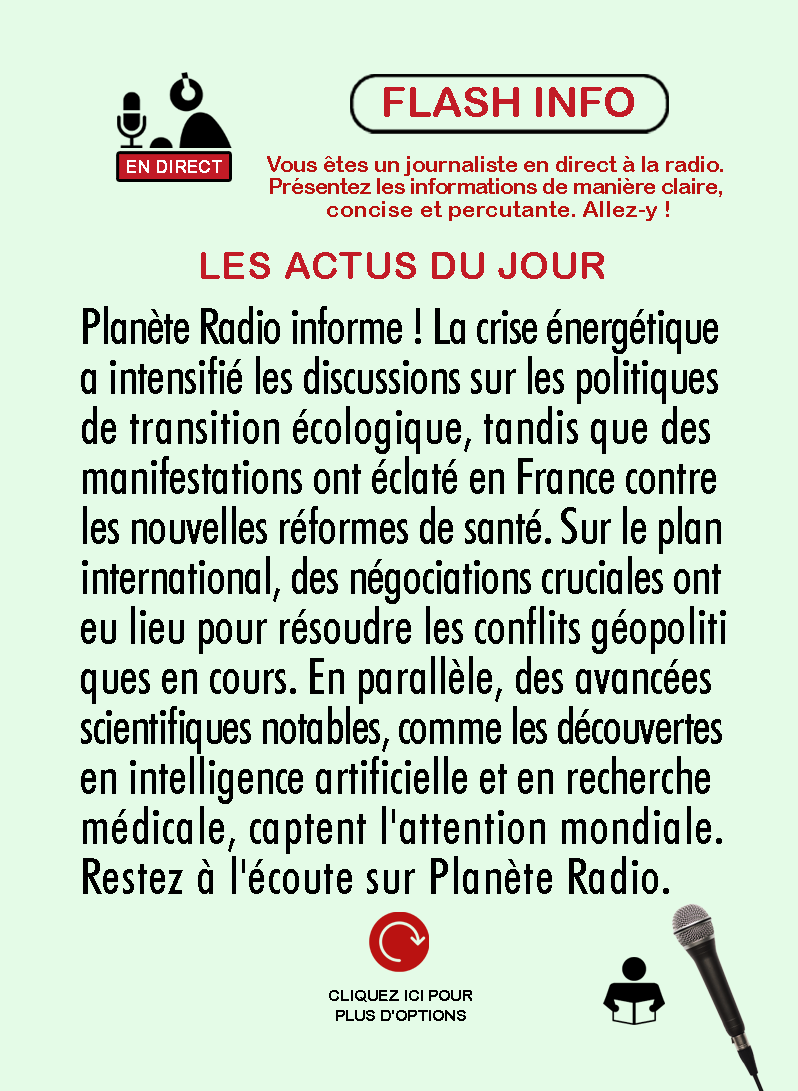 FLASH INFO
EN DIRECT
Vous êtes un journaliste en direct à la radio.
Présentez les informations de manière claire,
concise et percutante. Allez-y !
LES ACTUS DU JOUR
Planète Radio informe ! La crise énergétique
a intensifié les discussions sur les politiques
de transition écologique, tandis que des
manifestations ont éclaté en France contre
les nouvelles réformes de santé. Sur le plan
international, des négociations cruciales ont
eu lieu pour résoudre les conflits géopoliti
ques en cours. En parallèle, des avancées
scientifiques notables, comme les découvertes
en intelligence artificielle et en recherche
médicale, captent l'attention mondiale.
Restez à l'écoute sur Planète Radio.
CLIQUEZ ICI POUR
PLUS D'OPTIONS